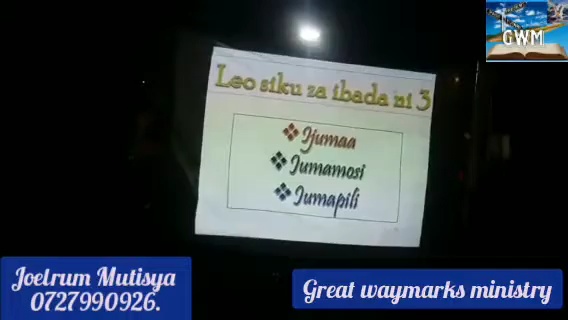 GWM
Leo siku za ibada ni 3
Ijumaa
Jumamosi
Jumapili
Joelrum Mutisya
0727990926.
Great waymarks ministry